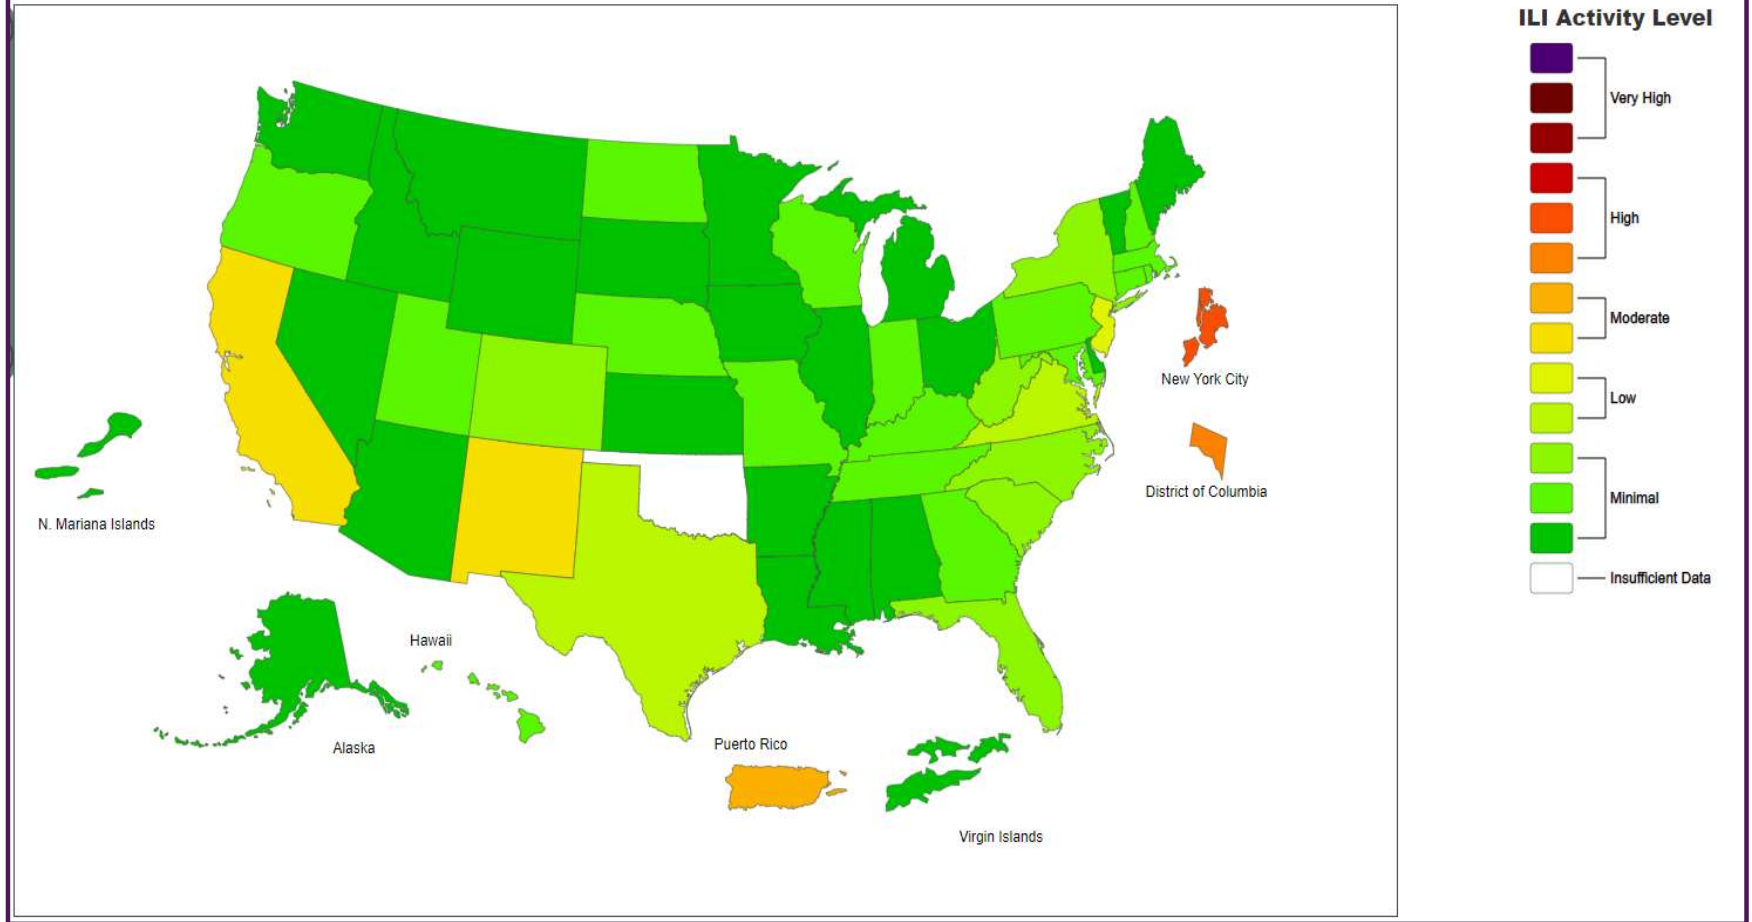 ILI Activity Level
Very High
High
Moderate
Low
Minimal
Insufficient Data
New York City
District of Columbia
N. Mariana Islands
Hawaii
Alaska
Puerto Rico
Virgin Islands